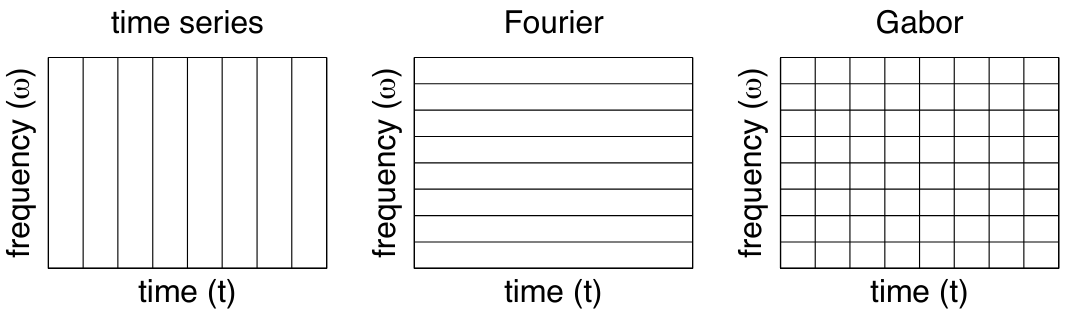 time series
frequency (ω)
time (t)
Fourier
frequency (ω)
time (t)
Gabor
frequency (ω)
time (t)